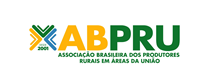 ABPRU
2001
ASSOCIAÇÃO BRASILEIRA DOS PRODUTORES
RURAIS EM ÁREAS DA UNIÃO